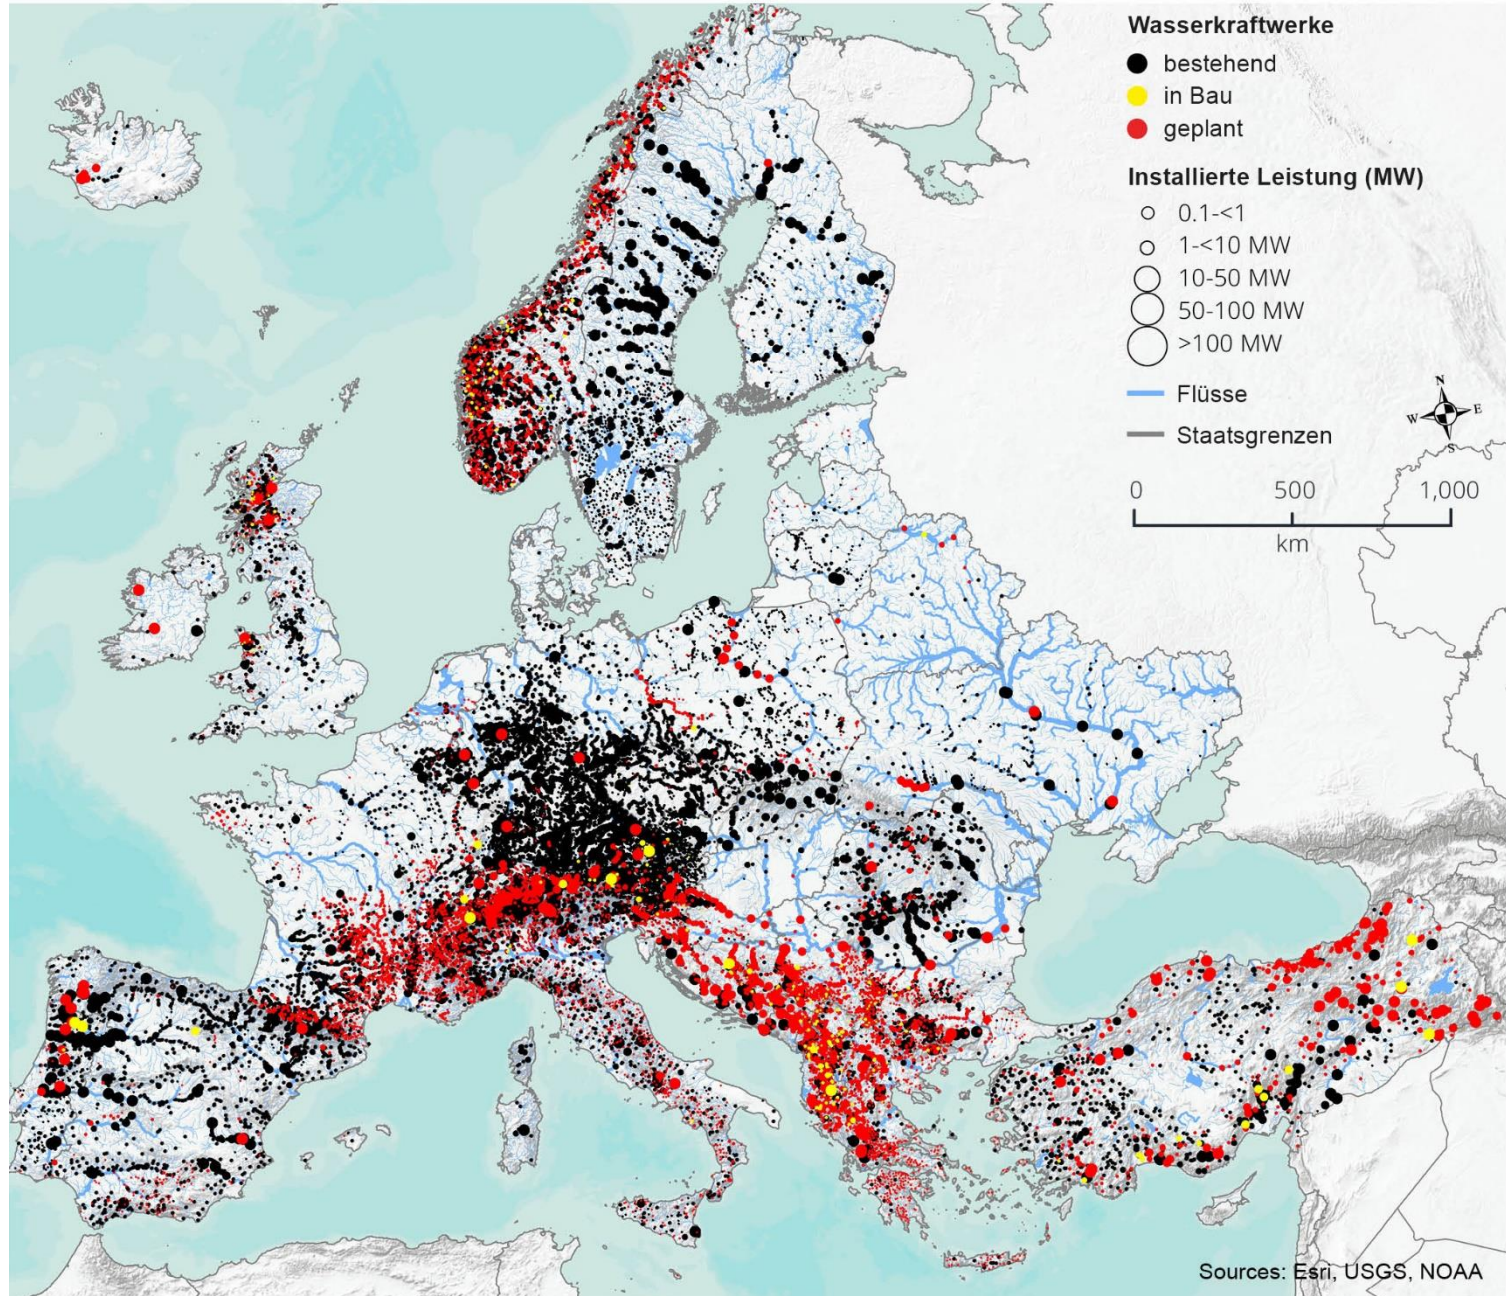 Wasserkraftwerke
bestehend
in Bau
geplant
Installierte Leistung (MW)
0.1-<1
1-<10 MW
10-50 MW
50-100 MW
>100 MW
Flüsse
Staatsgrenzen
N
W E
S
0 500 1,000
km
Sources: Esri, USGS, NOAA